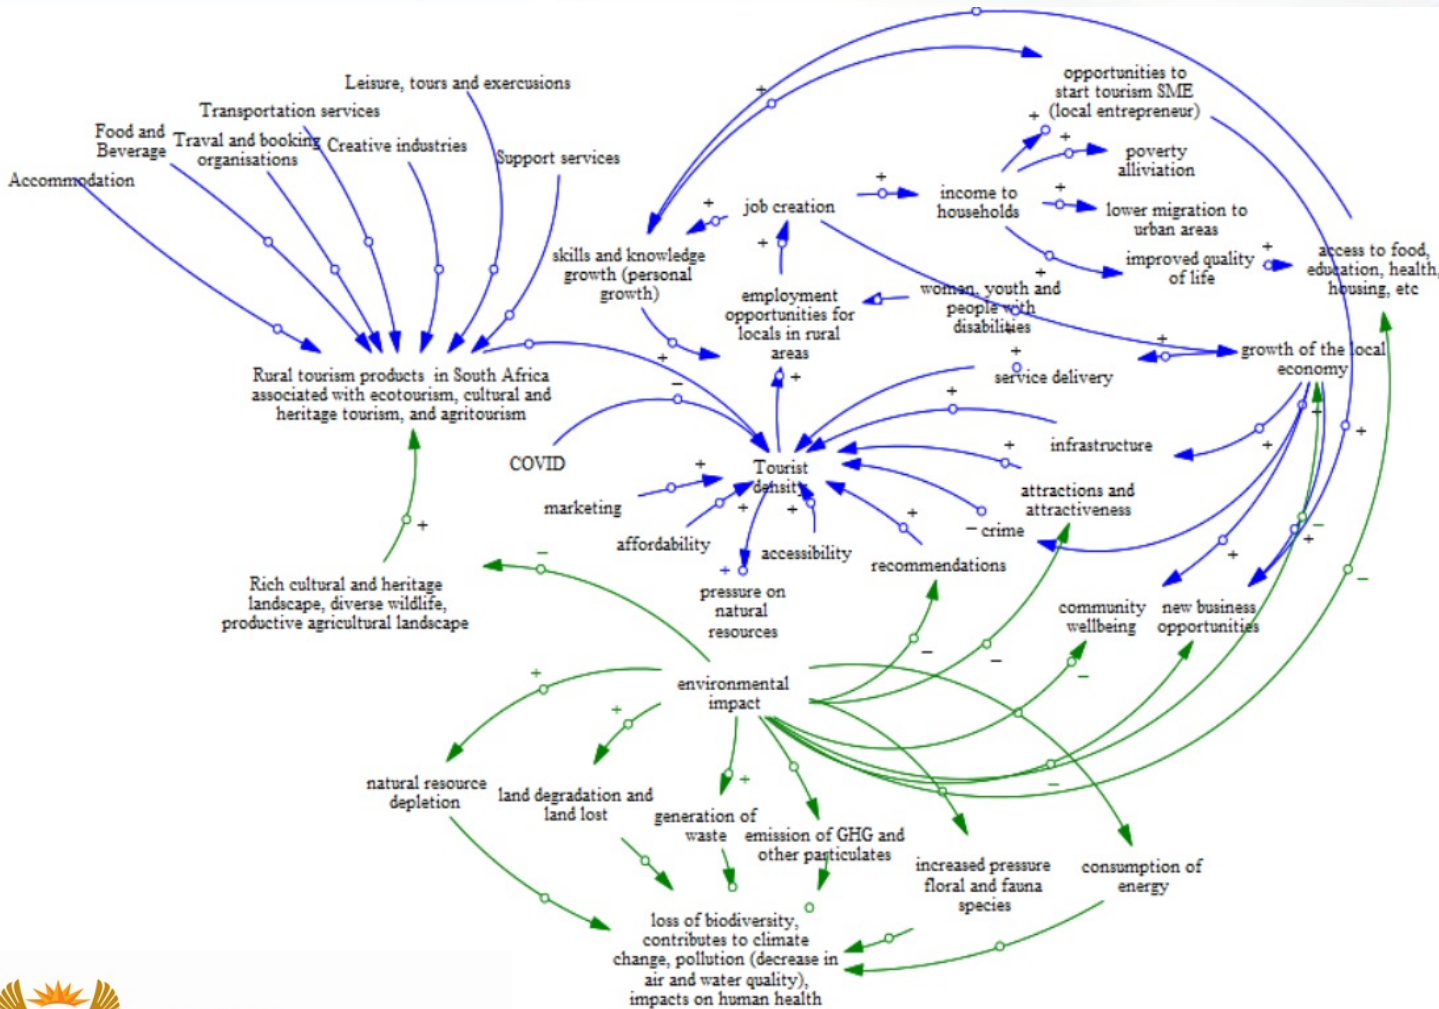 Leisure, tours and exercusions
Transportation services
Food and
Beverage
Traval and booking
organisations
Creative industries
Support services
Accommodation
opportunities to
start tourism SME
(local entrepreneur)
poverty
alliviation
income to
households
job creation
lower migration to
urban areas
skills and knowledge
growth (personal
growth)
improved quality
of life
access to food,
education, health,
housing, etc
employment
opportunities for
locals in rural
areas
women, youth and
people with
disabilities
growth of the local
economy
service delivery
Rural tourism products in South Africa
associated with ecotourism, cultural and
heritage tourism, and agritourism
infrastructure
COVID
Tourist
density
attractions and
attractiveness
marketing
crime
affordability
accessibility
recommendations
Rich cultural and heritage
landscape, diverse wildlife,
productive agricultural landscape
pressure on
natural
resources
community
wellbeing
new business
opportunities
environmental
impact
natural resource
depletion
land degradation and
land lost
generation of
waste
emission of GHG and
other particulates
increased pressure
floral and fauna
species
consumption of
energy
loss of biodiversity,
contributes to climate
change, pollution (decrease in
air and water quality),
impacts on human health